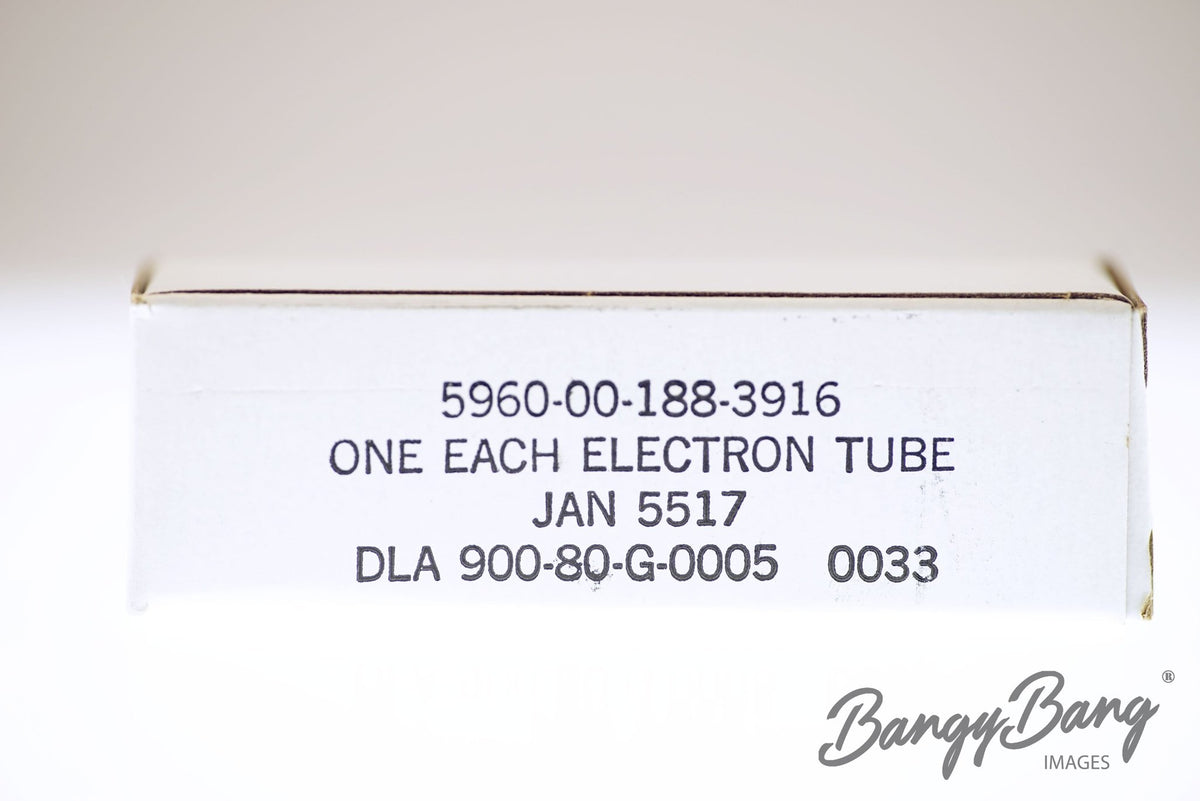 5960-00-188-3916
ONE EACH ELECTRON TUBE
JAN 5517
DLA 900-80-G-0005 0033
BangyBang®
IMAGES